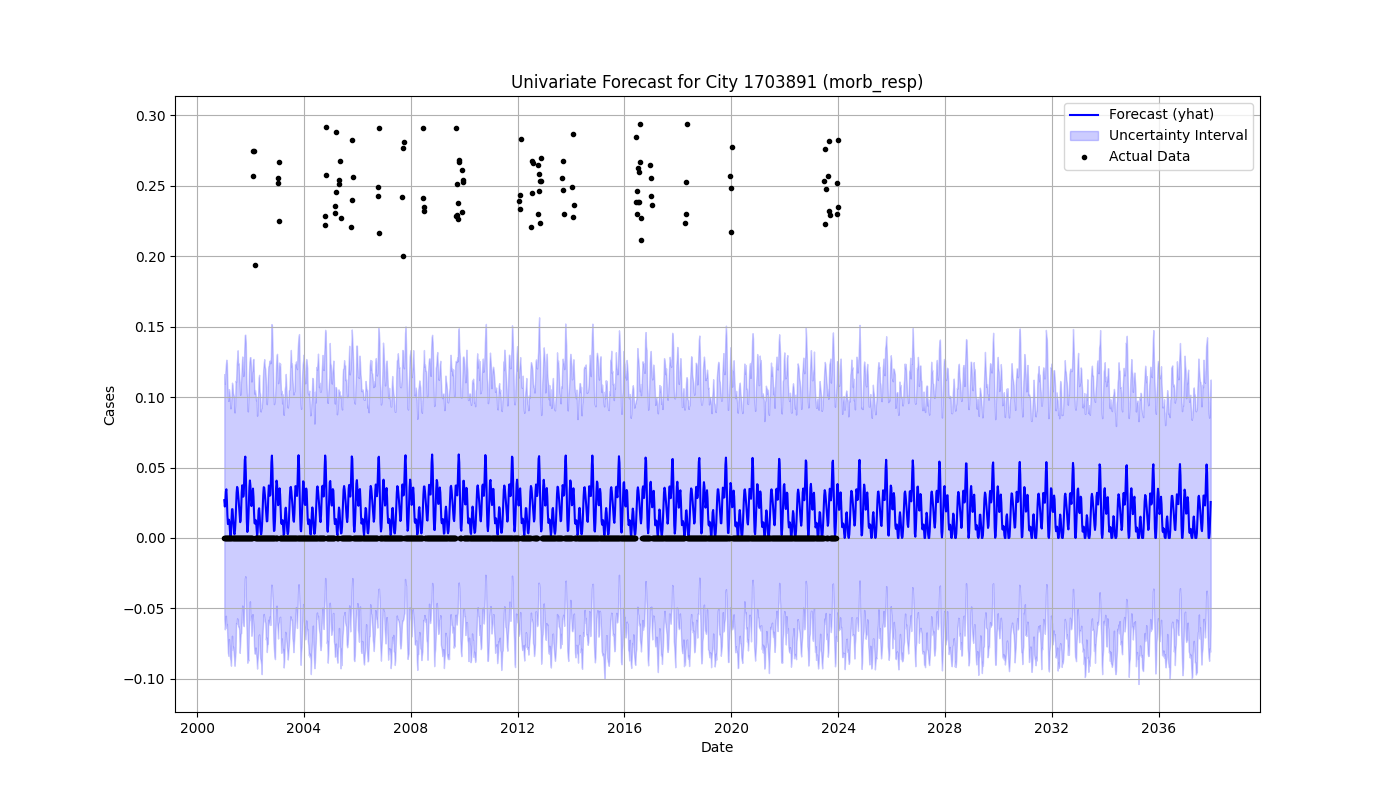 Univariate Forecast for City 1703891 (morb_resp)
Forecast (yhat)
Uncertainty Interval
Actual Data
Cases
0.30
0.25
0.20
0.15
0.10
0.05
0.00
−0.05
−0.10
2000 2004 2008 2012 2016 2020 2024 2028 2032 2036
Date